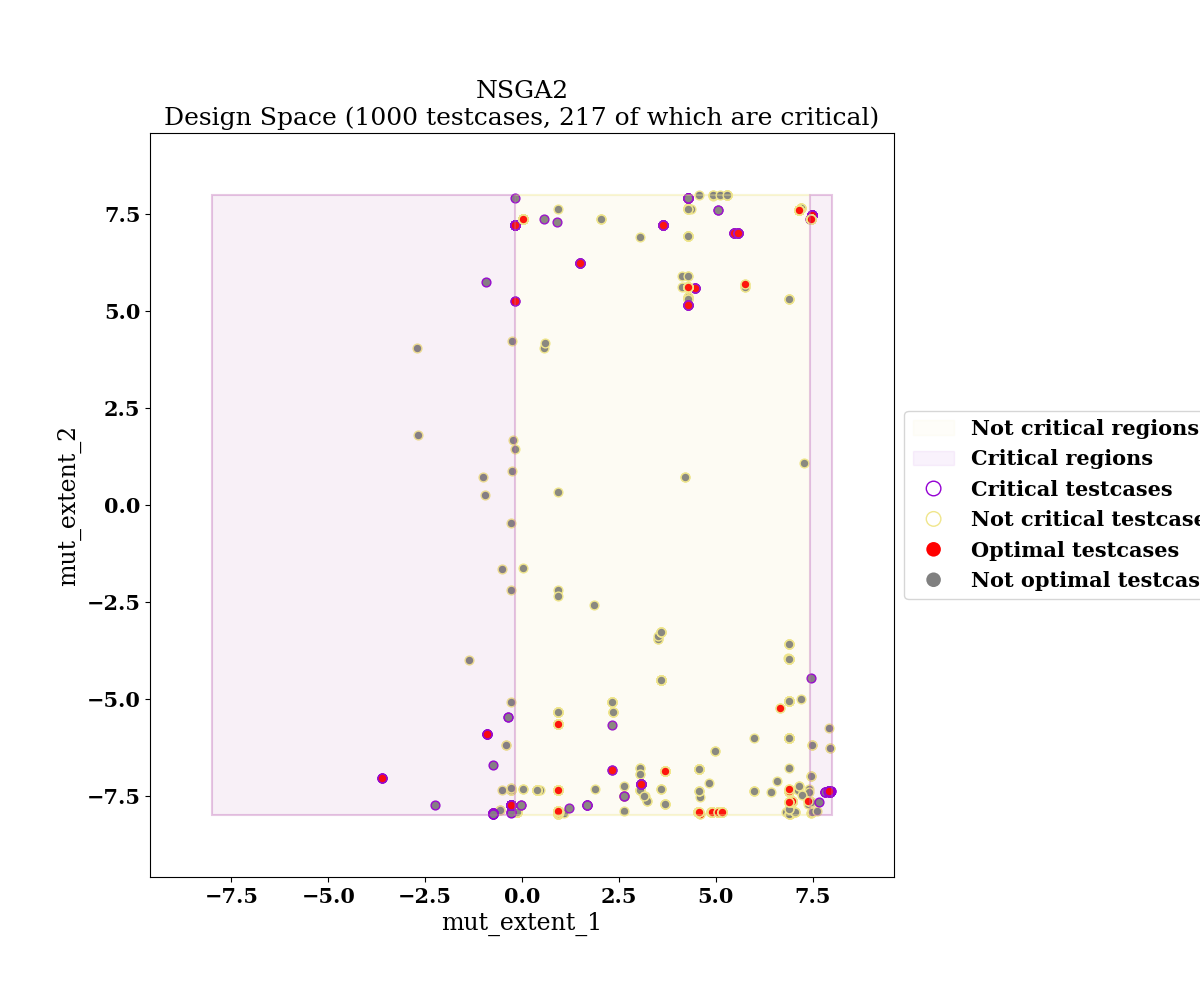 NSGA2
Design Space (1000 testcases, 217 of which are critical)
mut_extent_2
7.5
5.0
2.5
0.0
−2.5
−5.0
−7.5
−7.5
−5.0
−2.5
0.0
2.5
5.0
7.5
mut_extent_1
Not critical regions
Critical regions
Critical testcases
Not critical testcase
Optimal testcases
Not optimal testcas